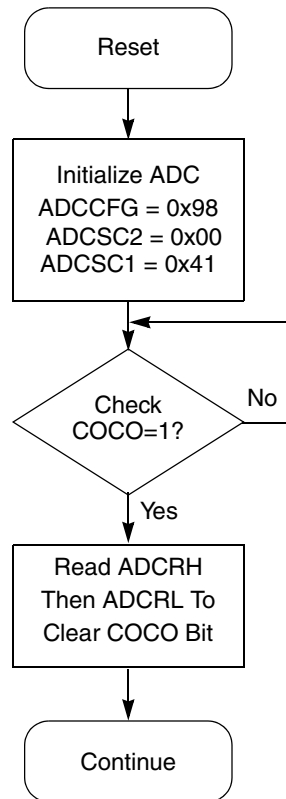 Reset
Initialize ADC
ADCCFG = 0x98
ADCSC2 = 0x00
ADCSC1 = 0x41
Check
COCO=1?
No
Yes
Read ADCRH
Then ADCRL To
Clear COCO Bit
Continue